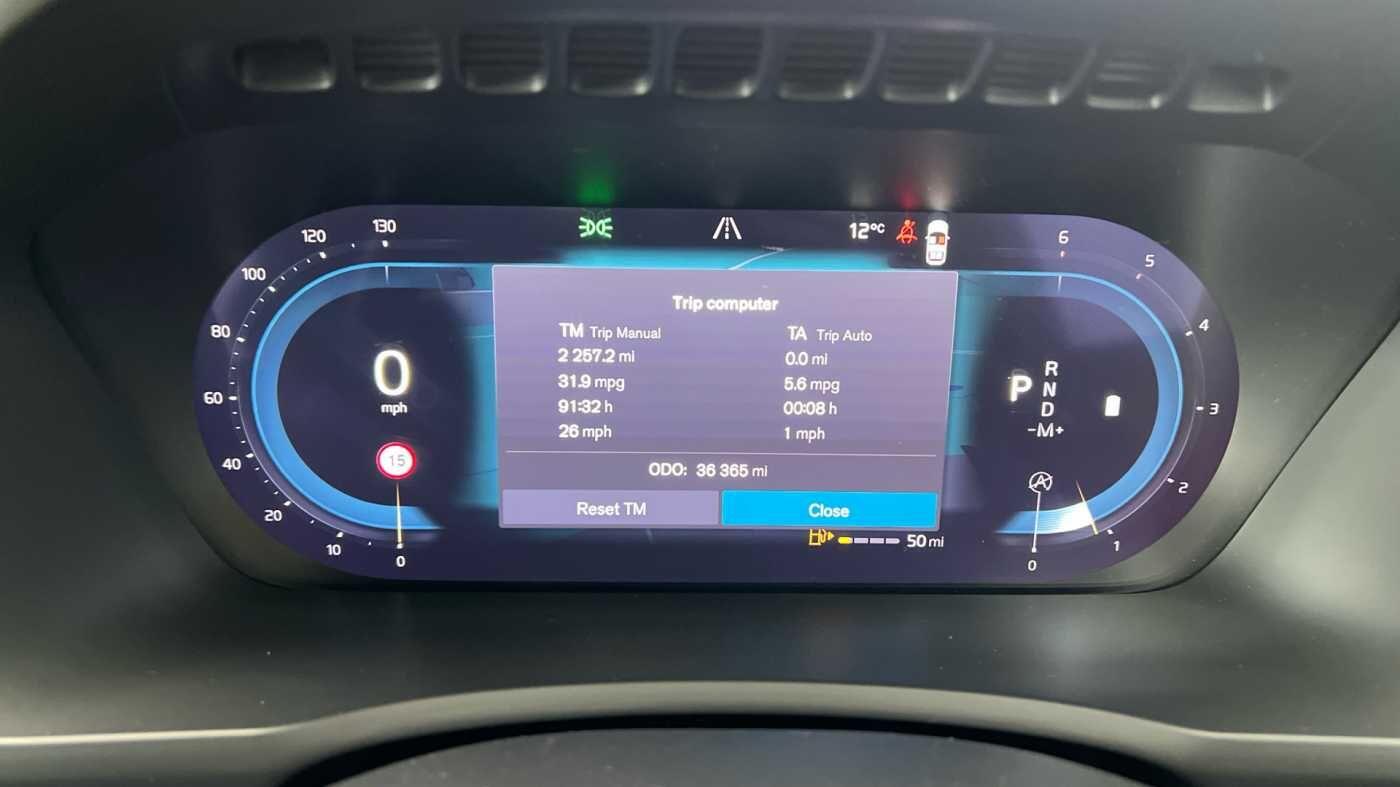 130
120
100
80
60
40
20
10
0
0
mph
15
12°C
Trip computer
TM Trip Manual
2 257.2 mi
31.9 mpg
91:32 h
26 mph
TA Trip Auto
0.0 mi
5.6 mpg
00:08 h
1 mph
ODO: 36 365 mi
Reset TM
Close
50 mi
P
R
N
D
-M+
A
6
5
4
3
2
1
0